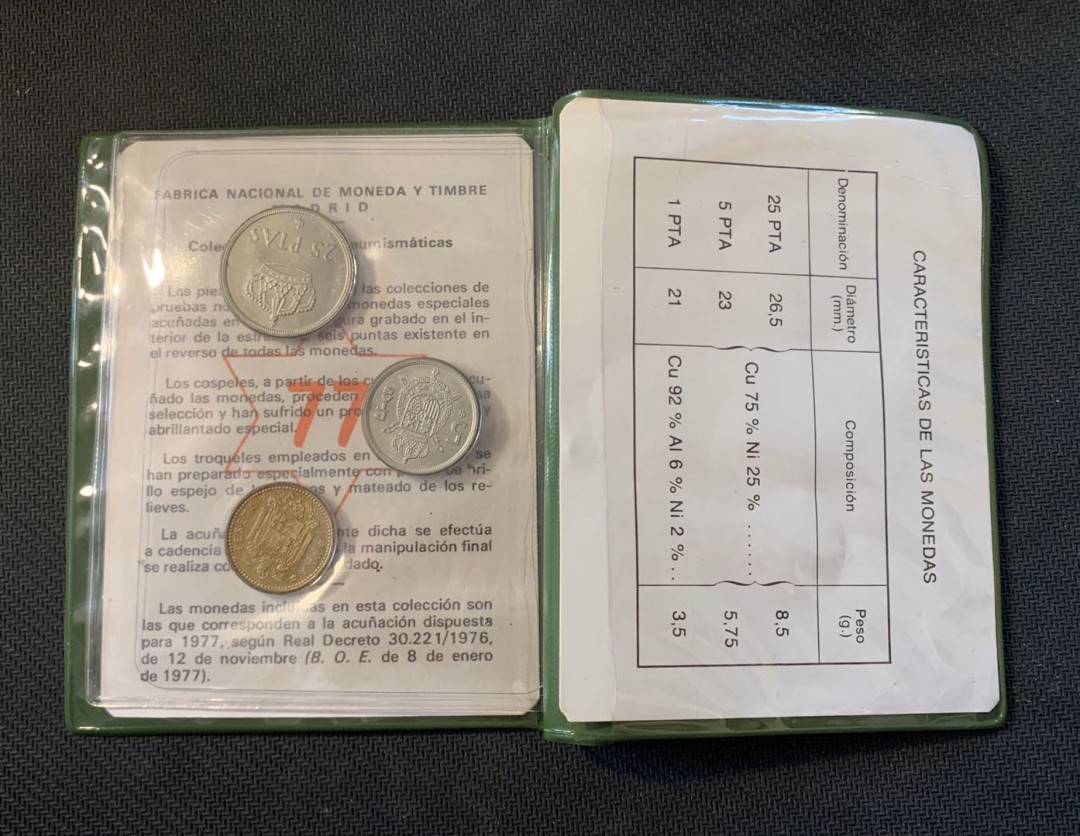 FABRICA NACIONAL DE MONEDA Y TIMBRE
D R I D
numismáticas
Las las colecciones de
monedas especiales
acuñadas en grabado en el in-
terior de la seis puntas existente en
el reverso de todas las monedas.
Los cospeles, a partir de los
ñado las monedas, proceden
selección y han sufrido un
abrillantado especial.
77
Los troqueles empleados en se
han preparado especialmente con bri-
llo espejo de y mateado de los re-
lieves.
La dicha se efectúa
a cadencia la manipulación final
se realiza dado.
Las monedas incluidas en esta colección son
las que corresponden a la acuñación dispuesta
para 1977, según Real Decreto 30.221/1976,
de 12 de noviembre (B. O. E. de 8 de enero
de 1977).
25 PTAS
CARACTERISTICAS DE LAS MONEDAS
Denominación Diámetro (mm.) Composición Peso (g.)
25 PTA 26,5 8,5
Cu 75 % Ni 25 % . . . . . .
5 PTA 23 5,75
1 PTA 21 Cu 92 % Al 6 % Ni 2 % . . 3,5